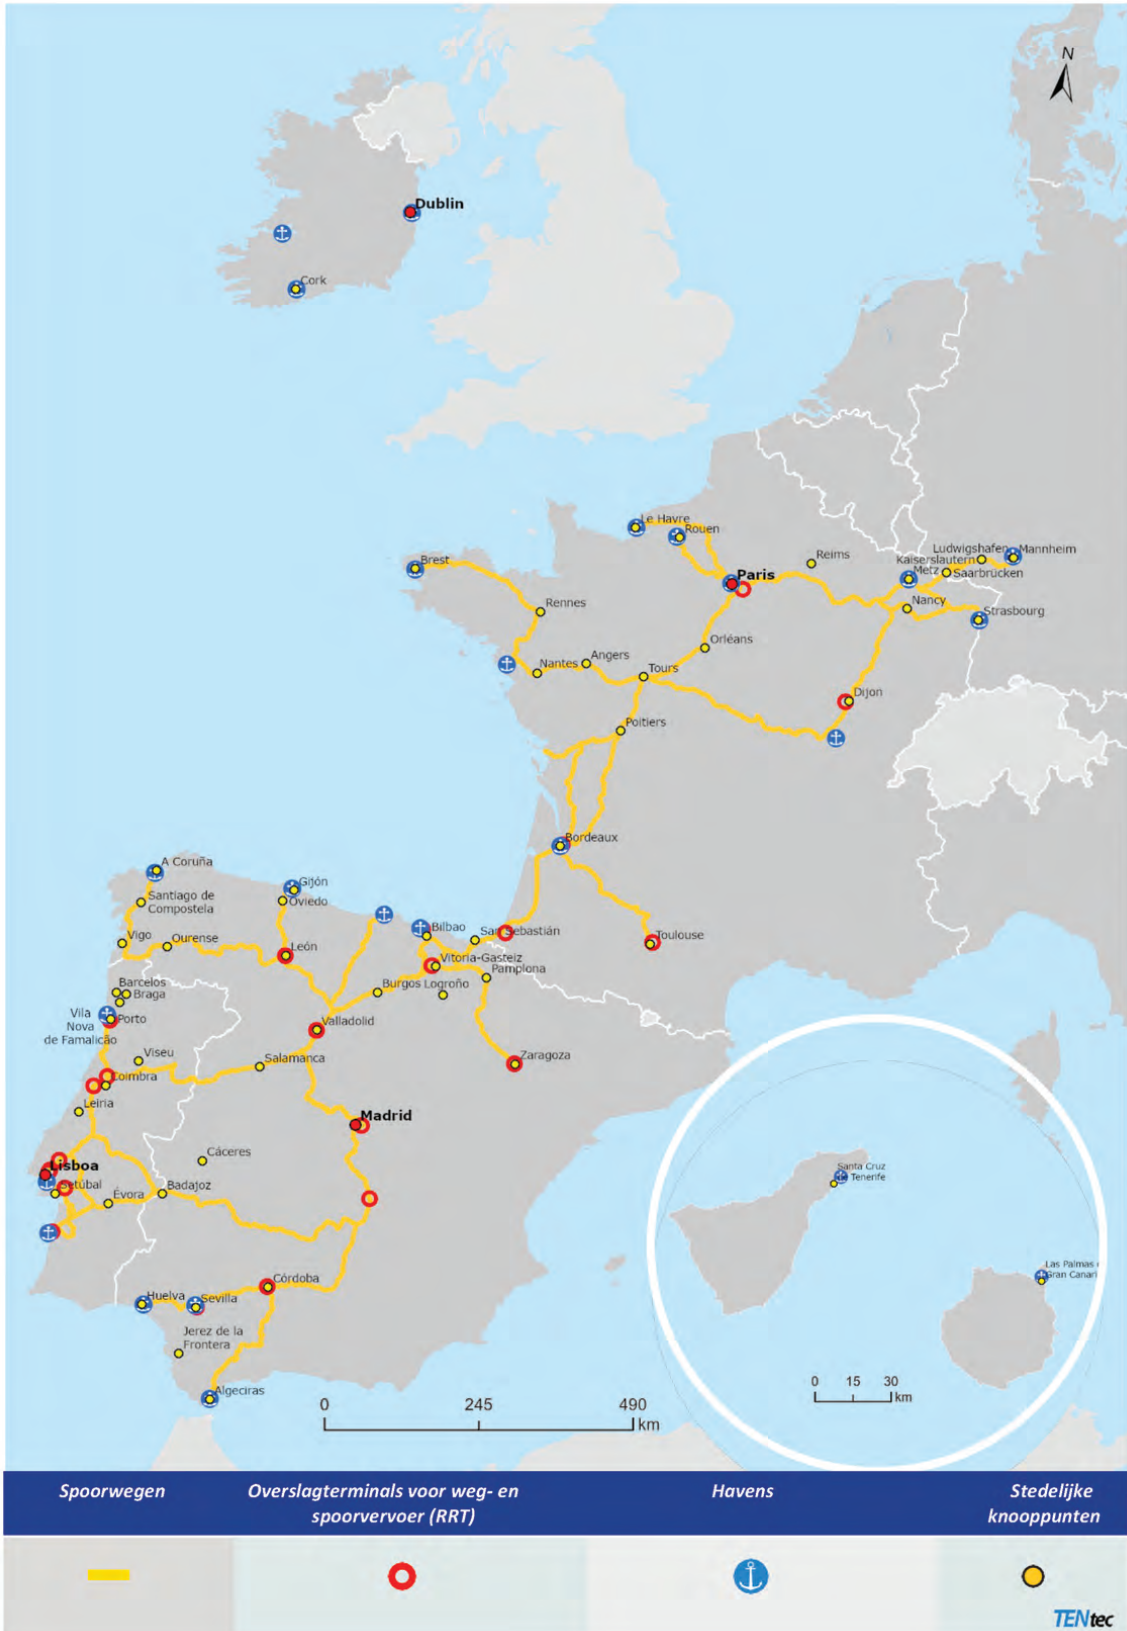 N
Dublin
Cork
Le Havre
Rouen
Brest
Paris
Reims
Ludwigshafen
Mannheim
Kaiserslautern
Metz
Saarbrücken
Rennes
Nancy
Strasbourg
Orléans
Nantes
Angers
Tours
Dijon
Poitiers
Bordeaux
A Coruña
Gijón
Santiago de
Compostela
Oviedo
Vigo
Ourense
León
Bilbao
San Sebastián
Toulouse
Vitoria-Gasteiz
Pamplona
Barcelos
Braga
Burgos
Logroño
Vila
Nova
de Famalicão
Porto
Valladolid
Viseu
Salamanca
Zaragoza
Coimbra
Leiria
Madrid
Lisboa
Cáceres
Setúbal
Évora
Badajoz
Santa Cruz
Tenerife
Córdoba
Las Palmas
Gran Canari
Huelva
Sevilla
Jerez de la
Frontera
Algeciras
0 15 30
km
0 245 490
km
Spoorwegen
Overslagterminals voor weg- en
spoorvervoer (RRT)
Havens
Stedelijke
knooppunten
TENtec